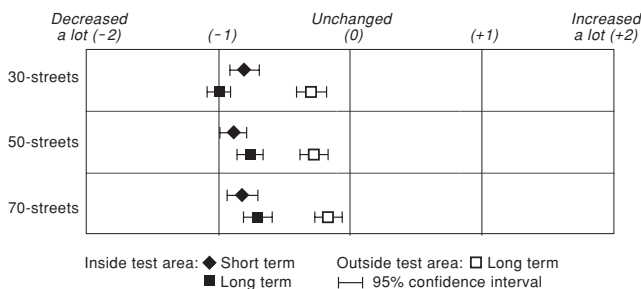 Decreased Unchanged Increased
a lot (-2) (-1) (0) (+1) a lot (+2)
30-streets
50-streets
70-streets
Inside test area: Short term Outside test area: Long term
Long term 95% confidence interval